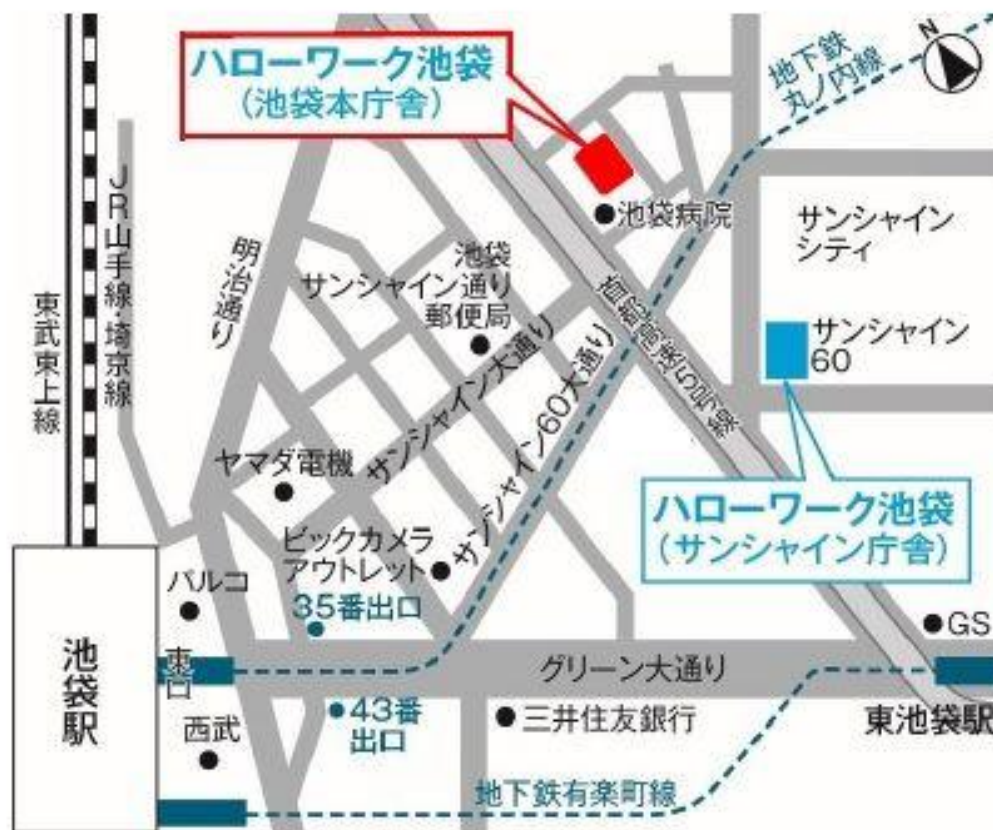 ハローワーク池袋
(池袋本庁舎)
地下鉄
丸ノ内線
N
池袋病院
サンシャイン
シティ
JR山手線・埼京線
東武東上線
明治通り
池袋
サンシャイン通り
郵便局
首都高速5号線
サンシャイン
60
サンシャイン大通り
サンシャイン60大通り
ヤマダ電機
ハローワーク池袋
(サンシャイン庁舎)
ビックカメラ
アウトレット
35番出口
パルコ
GS
池袋駅
東口
グリーン大通り
43番
出口
三井住友銀行
東池袋駅
西武
地下鉄有楽町線